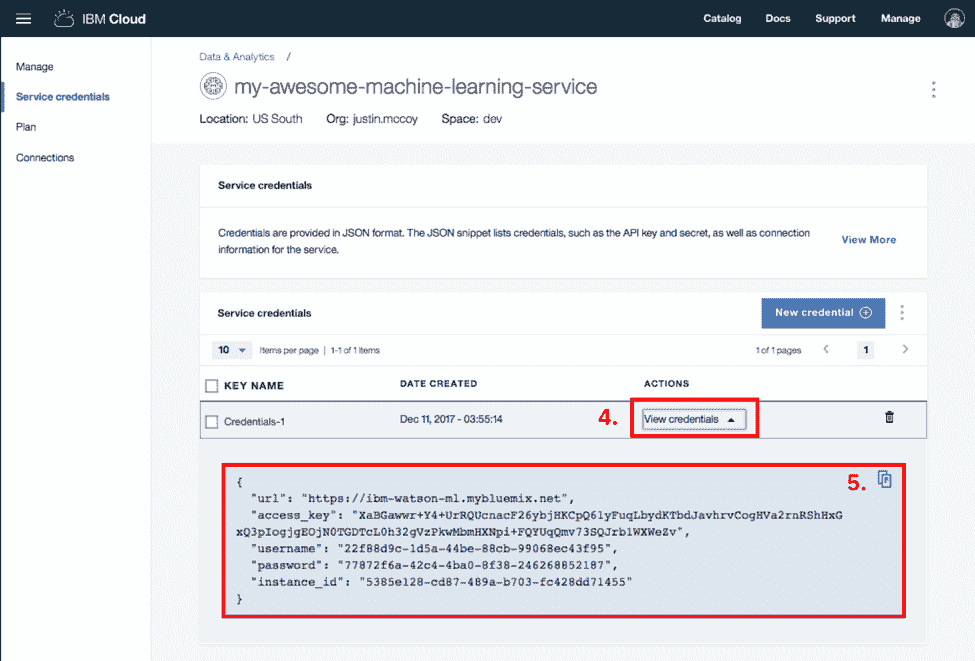 IBM Cloud
Catalog Docs Support Manage
Manage
Service credentials
Plan
Connections
Data & Analytics /
my-awesome-machine-learning-service
Location: US South Org: justin.mccoy Space: dev
Service credentials
Credentials are provided in JSON format. The JSON snippet lists credentials, such as the API key and secret, as well as connection
information for the service.
View More
Service credentials
New credential
10 Items per page | 1-1 of 1 items
1 of 1 pages < 1 >
KEY NAME DATE CREATED ACTIONS
Credentials-1 Dec 11, 2017 - 03:55:14 4. View credentials
5.
{
"url": "https://ibm-watson-ml.mybluemix.net",
"access_key": "XaBGawwr+Y4+UrRQUcnacF26ybjHKCpQ61yFuqLbydKTbdJavhrvCogHVa2rnRShHxG
xQ3pIogjgEOjN0TGDTcL0h32gVzPkwMbmHXNpi+FQYUqQmv73SQJrb1WXWeZv",
"username": "22f88d9c-1d5a-44be-88cb-99068ec43f95",
"password": "77872f6a-42c4-4ba0-8f38-246268852187",
"instance_id": "5385e128-cd87-489a-b703-fc428dd71455"
}